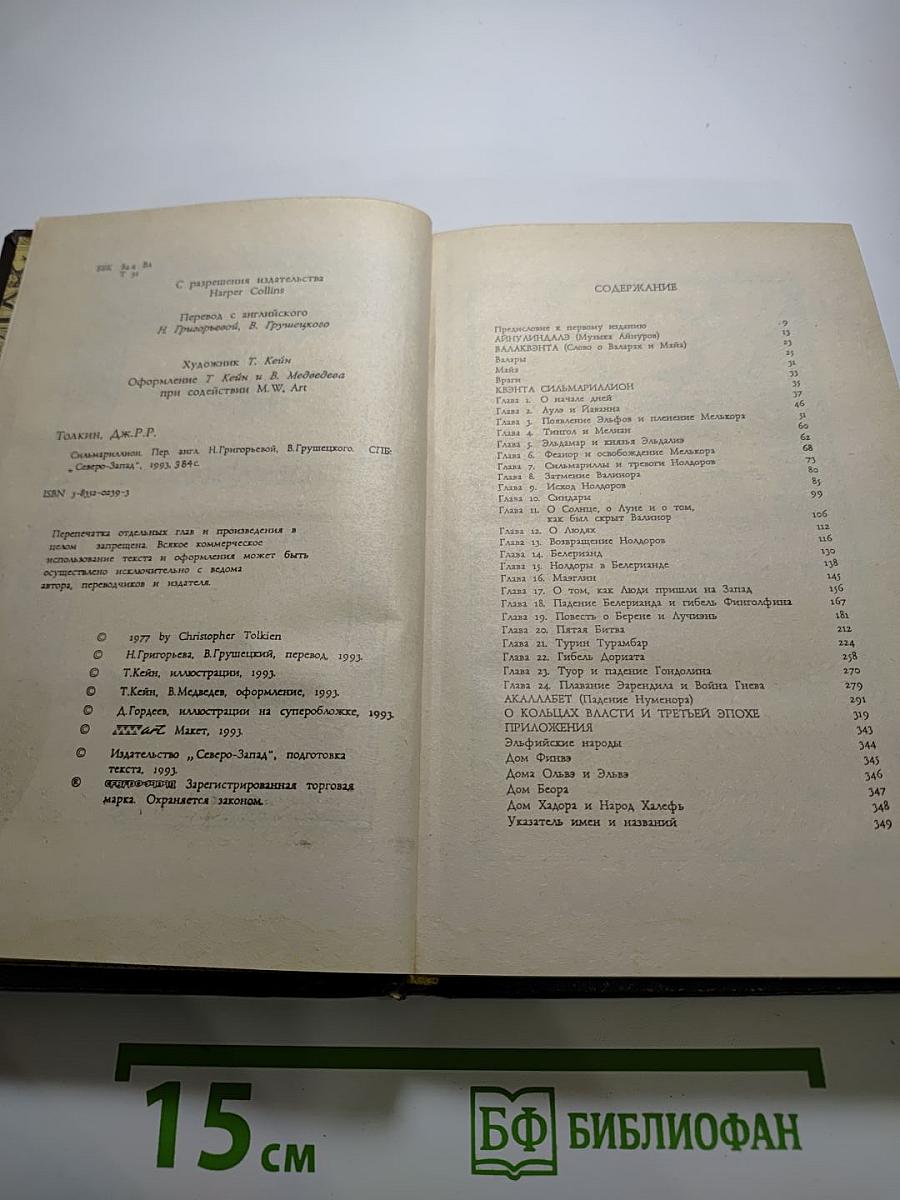 ББК 84.4 Вл
Т 52
С разрешения издательства
Harper Collins
Перевод с английского
Н. Григорьевой, В. Грушецкого
Художник Т. Кейн
Оформление Т. Кейн и В. Медведева
при содействии M.W. Art
Толкин, Дж.Р.Р.
Сильмариллион. Пер. англ. Н.Григорьевой, В.Грушецкого. СПБ:
„Северо-Запад“, 1993, 384с.
ISBN 5-8352-0239-3
Перепечатка отдельных глав и произведения в
целом запрещена. Всякое коммерческое
использование текста и оформления может быть
осуществлено исключительно с ведома
автора, переводчиков и издателя.
© 1977 by Christopher Tolkien
© Н.Григорьева, В.Грушецкий, перевод, 1993.
© Т.Кейн, иллюстрации, 1993.
© Т.Кейн, В.Медведев, оформление, 1993.
© Д.Гордеев, иллюстрации на суперобложке, 1993.
© art Макет, 1993.
© Издательство „Северо-Запад“, подготовка
текста, 1993.
® СЕВЕРО-ЗАПАД Зарегистрированная торговая
марка. Охраняется законом.
СОДЕРЖАНИЕ
Предисловие к первому изданию 9
АЙНУЛИНДАЛЭ (Музыка Айнуров) 13
ВАЛАКВЭНТА (Слово о Валарах и Майа) 23
Валары 25
Майа 31
Враги 33
КВЭНТА СИЛЬМАРИЛЛИОН 35
Глава 1. О начале дней 37
Глава 2. Аулэ и Йаванна 46
Глава 3. Появление Эльфов и пленение Мелькора 51
Глава 4. Тингол и Мелиан 60
Глава 5. Эльдамар и князья Эльдалиэ 62
Глава 6. Феанор и освобождение Мелькора 68
Глава 7. Сильмариллы и тревоги Нолдоров 73
Глава 8. Затмение Валинора 80
Глава 9. Исход Нолдоров 85
Глава 10. Синдары 99
Глава 11. О Солнце, о Луне и о том,
как был скрыт Валинор 106
Глава 12. О Людях 112
Глава 13. Возвращение Нолдоров 116
Глава 14. Белерианд 130
Глава 15. Нолдоры в Белерианде 138
Глава 16. Маэглин 145
Глава 17. О том, как Люди пришли на Запад 156
Глава 18. Падение Белерианда и гибель Финголфина 167
Глава 19. Повесть о Берене и Лучиэнь 181
Глава 20. Пятая Битва 212
Глава 21. Турин Турамбар 224
Глава 22. Гибель Дориата 258
Глава 23. Туор и падение Гондолина 270
Глава 24. Плавание Эарендила и Война Гнева 279
АКАЛЛАБЕТ (Падение Нуменора) 291
О КОЛЬЦАХ ВЛАСТИ И ТРЕТЬЕЙ ЭПОХЕ 319
ПРИЛОЖЕНИЯ 343
Эльфийские народы 344
Дом Финвэ 345
Дома Ольвэ и Эльвэ 346
Дом Беора 347
Дом Хадора и Народ Халефь 348
Указатель имен и названий 349
15 см
БФ БИБЛИОФАН